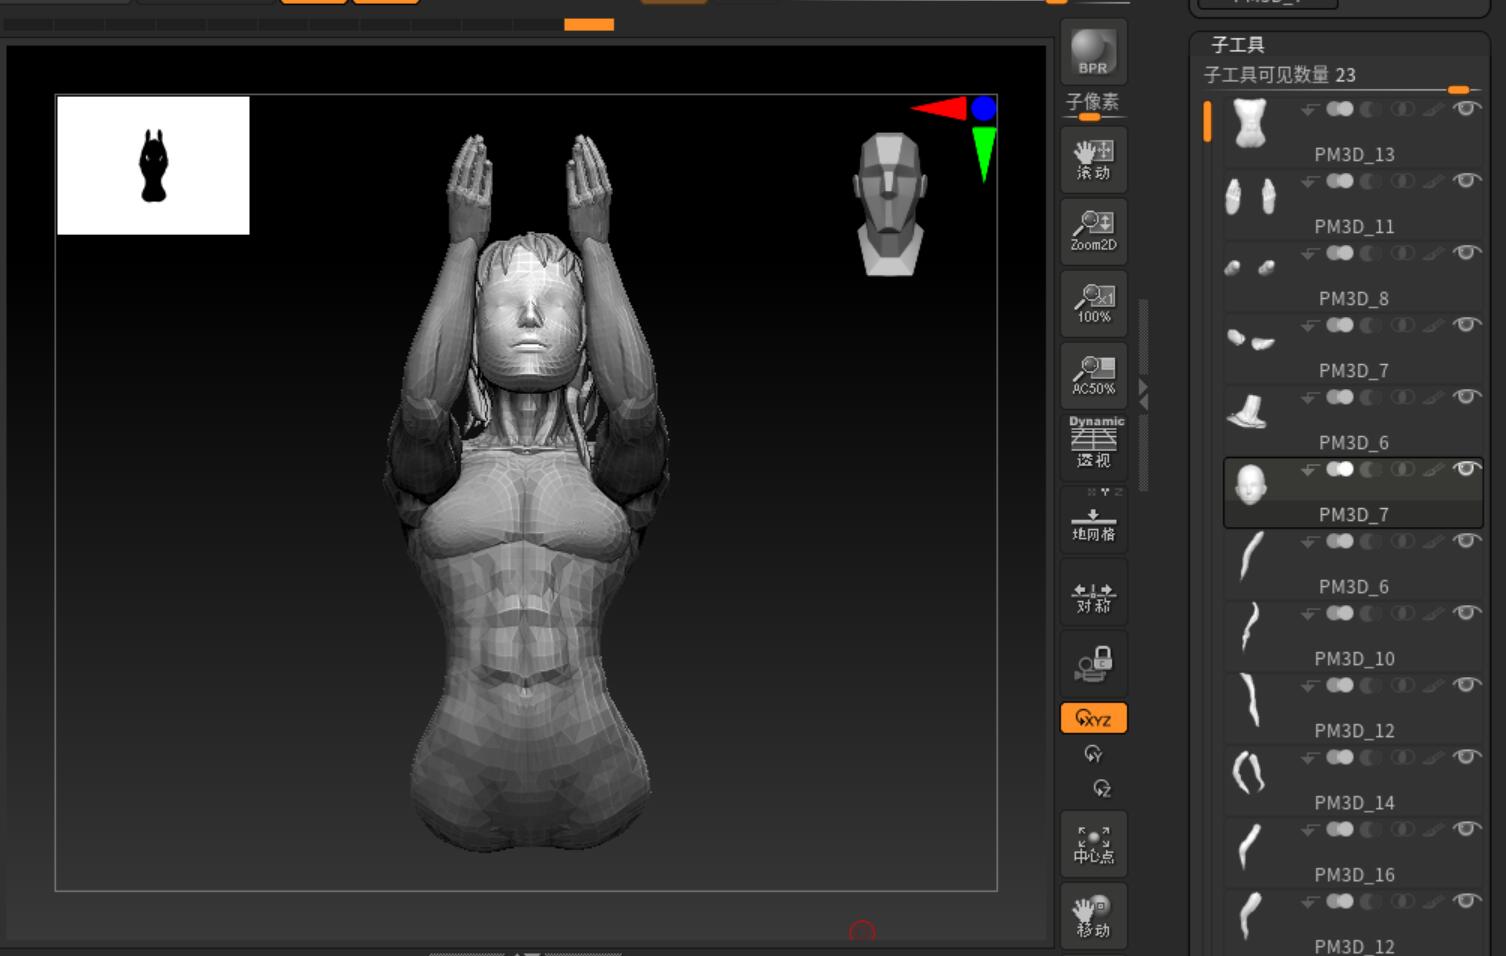 子工具
子工具可见数量 23
BPR
子像素
滚动
Zoom2D
x1
100%
AC50%
Dynamic
透视
X Y Z
地网格
对称
XYZ
Y
Z
中心点
移动
PM3D_13
PM3D_11
PM3D_8
PM3D_7
PM3D_6
PM3D_7
PM3D_6
PM3D_10
PM3D_12
PM3D_14
PM3D_16
PM3D_12